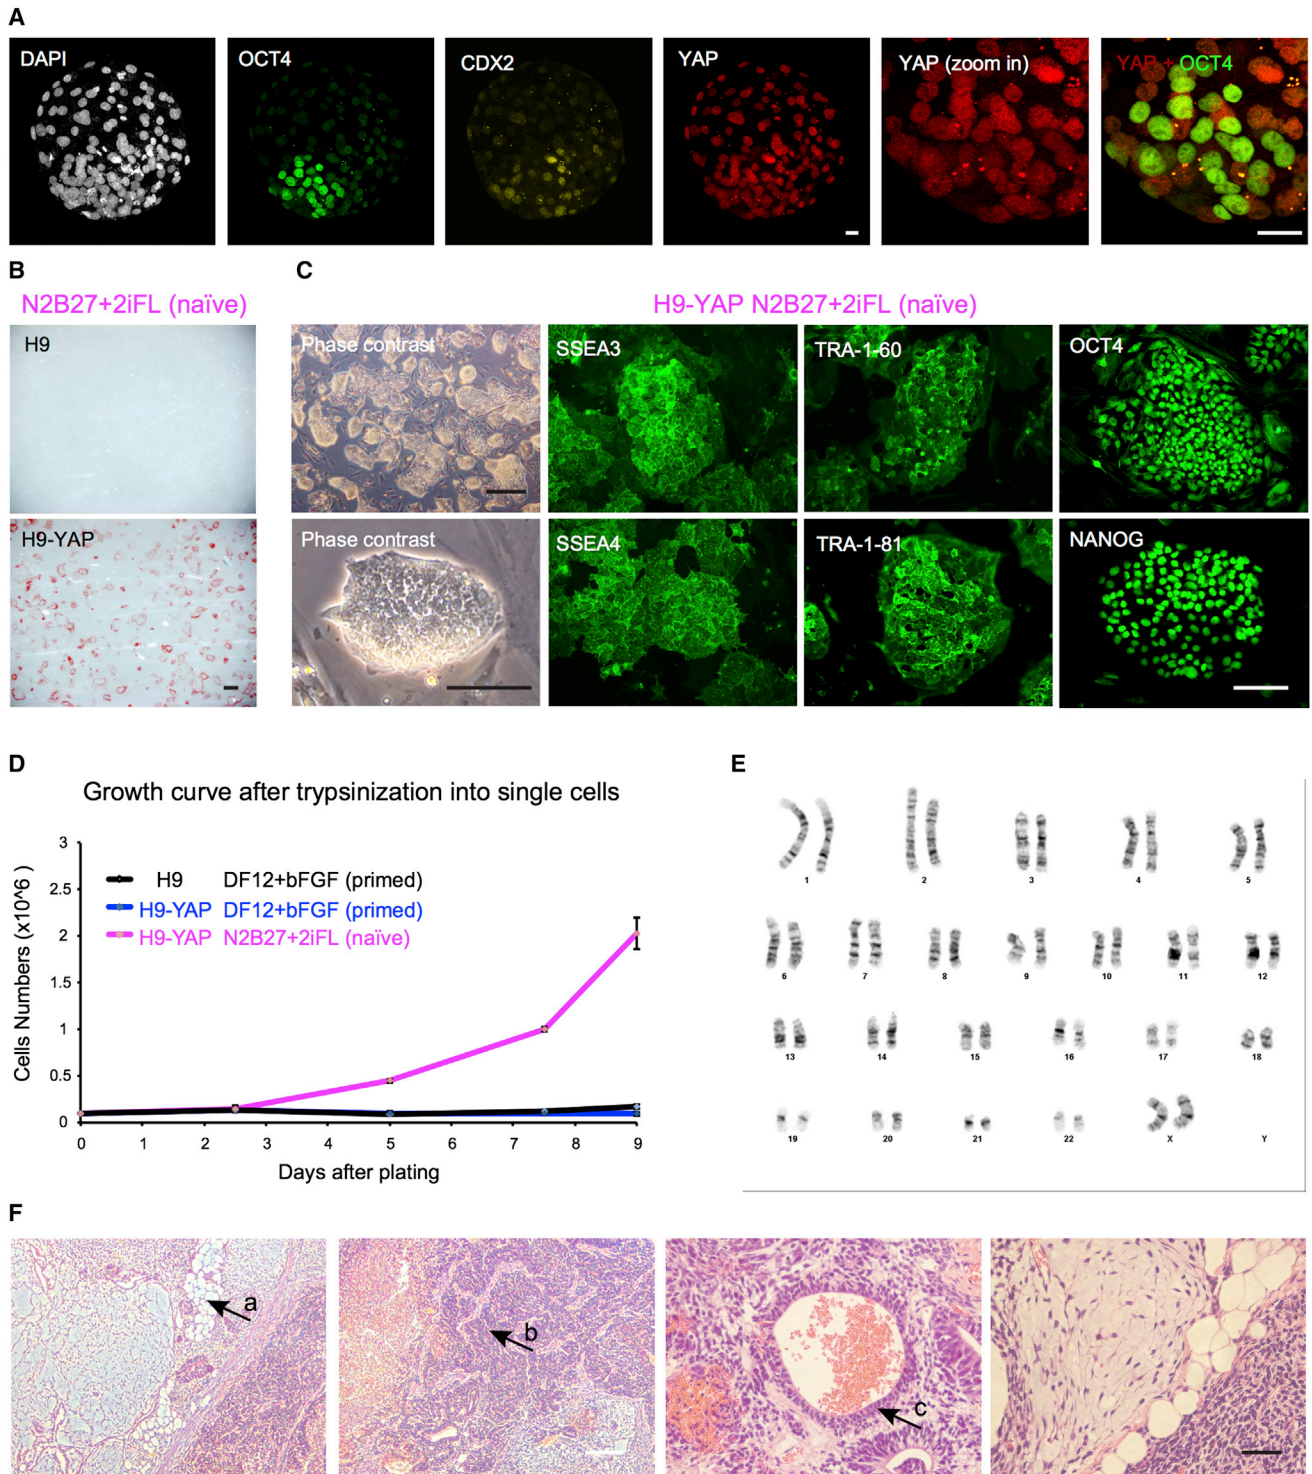 A
DAPI
OCT4
CDX2
YAP
YAP (zoom in)
YAP + OCT4
B
C
N2B27+2iFL (naïve)
H9-YAP N2B27+2iFL (naïve)
H9
Phase contrast
SSEA3
TRA-1-60
OCT4
H9-YAP
Phase contrast
SSEA4
TRA-1-81
NANOG
D
Growth curve after trypsinization into single cells
Cells Numbers (x10^6 )
3
2.5
2
1.5
1
0.5
0
H9 DF12+bFGF (primed)
H9-YAP DF12+bFGF (primed)
H9-YAP N2B27+2iFL (naïve)
0 1 2 3 4 5 6 7 8 9
Days after plating
E
1 2 3 4 5
6 7 8 9 10 11 12
13 14 15 16 17 18
19 20 21 22 X Y
F
a
b
c